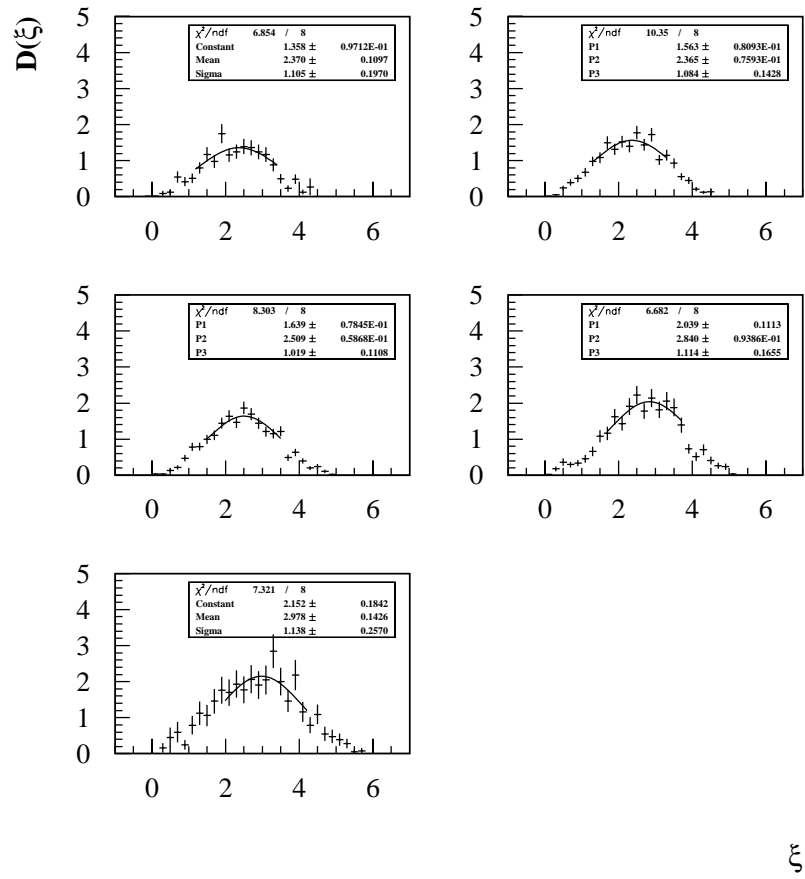 D(ξ)
5
4
3
2
1
0
χ²/ndf 6.854 / 8
Constant 1.358 ± 0.9712E-01
Mean 2.370 ± 0.1097
Sigma 1.105 ± 0.1970
0 2 4 6
5
4
3
2
1
0
χ²/ndf 10.35 / 8
P1 1.563 ± 0.8093E-01
P2 2.365 ± 0.7593E-01
P3 1.084 ± 0.1428
0 2 4 6
5
4
3
2
1
0
χ²/ndf 8.303 / 8
P1 1.639 ± 0.7845E-01
P2 2.509 ± 0.5868E-01
P3 1.019 ± 0.1108
0 2 4 6
5
4
3
2
1
0
χ²/ndf 6.682 / 8
P1 2.039 ± 0.1113
P2 2.840 ± 0.9386E-01
P3 1.114 ± 0.1655
0 2 4 6
5
4
3
2
1
0
χ²/ndf 7.321 / 8
Constant 2.152 ± 0.1842
Mean 2.978 ± 0.1426
Sigma 1.138 ± 0.2570
0 2 4 6
ξ